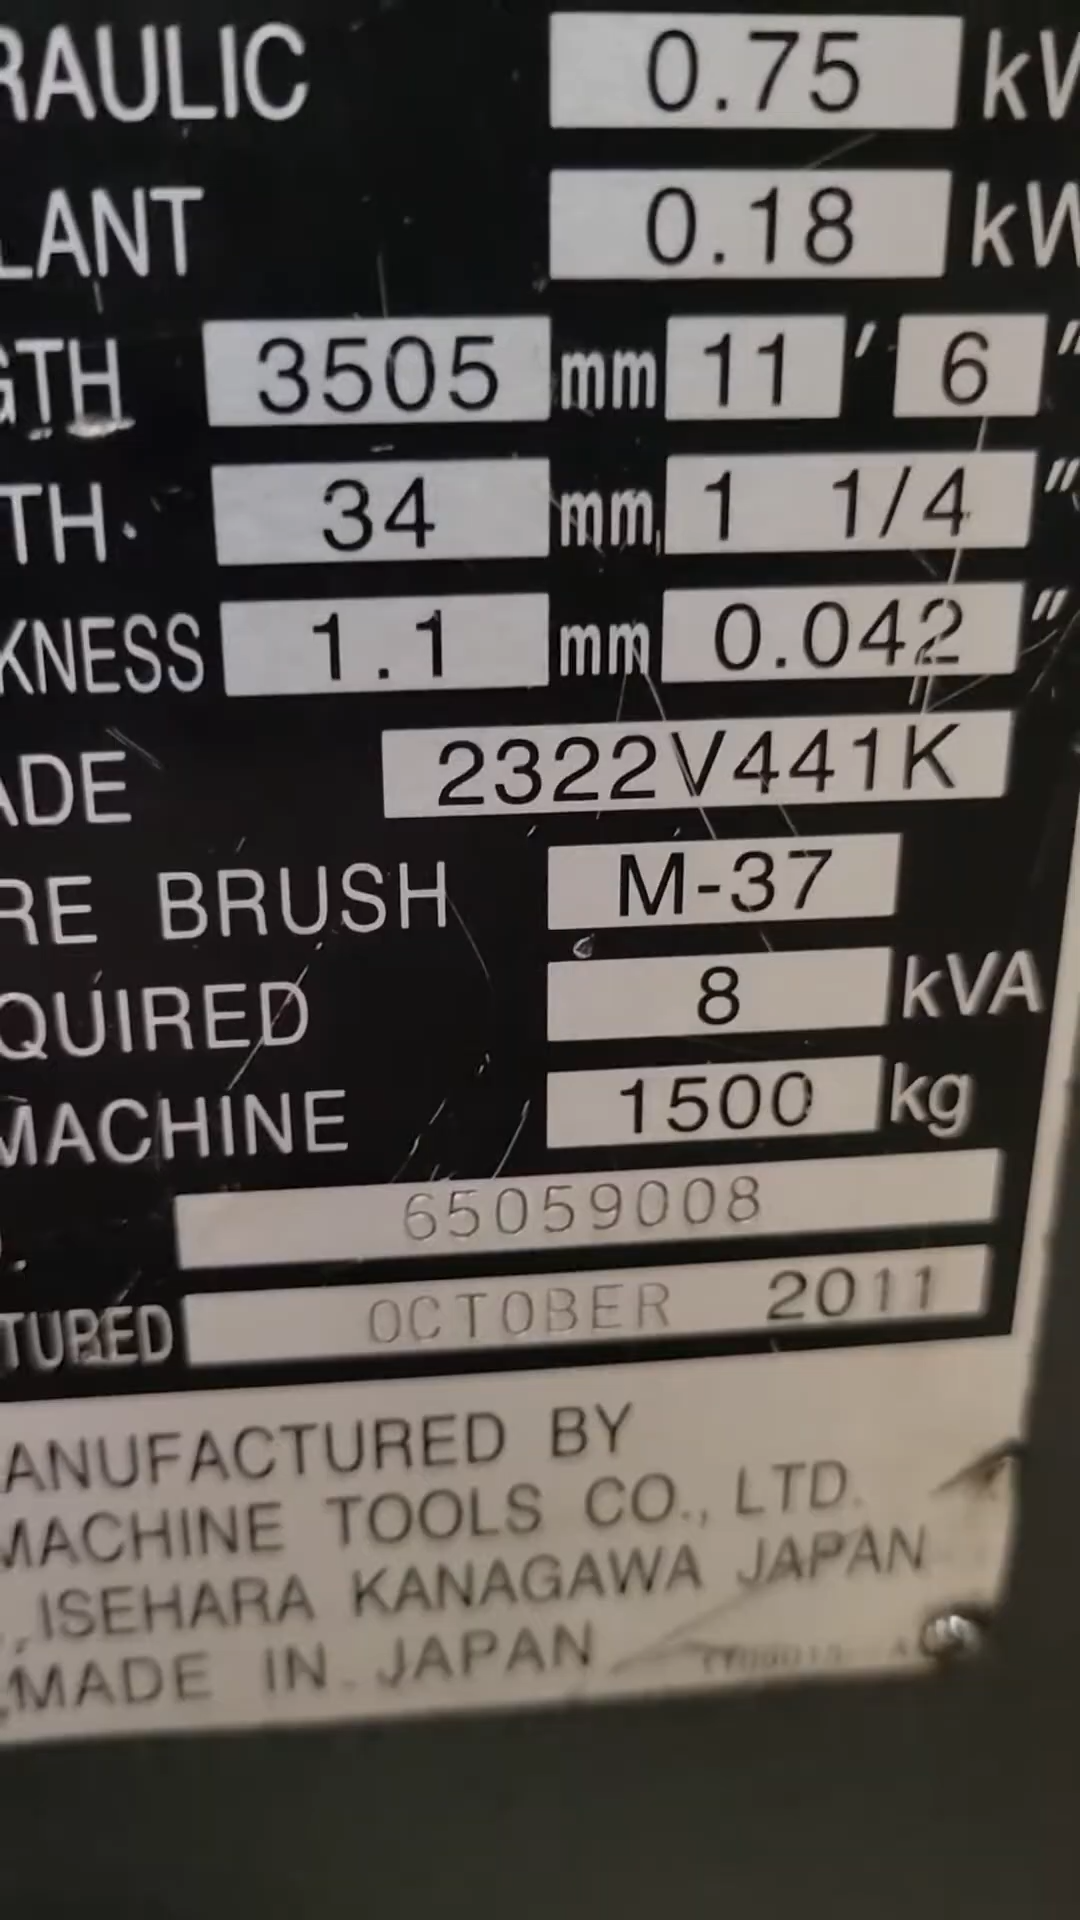 RAULIC 0.75 kW
LANT 0.18 kW
GTH 3505 mm 11 ' 6 "
TH 34 mm 1 1/4 "
KNESS 1.1 mm 0.042 "
ADE 2322V441K
RE BRUSH M-37
QUIRED 8 kVA
MACHINE 1500 kg
65059008
TURED OCTOBER 2011
ANUFACTURED BY
MACHINE TOOLS CO., LTD.
, ISEHARA KANAGAWA JAPAN
MADE IN JAPAN